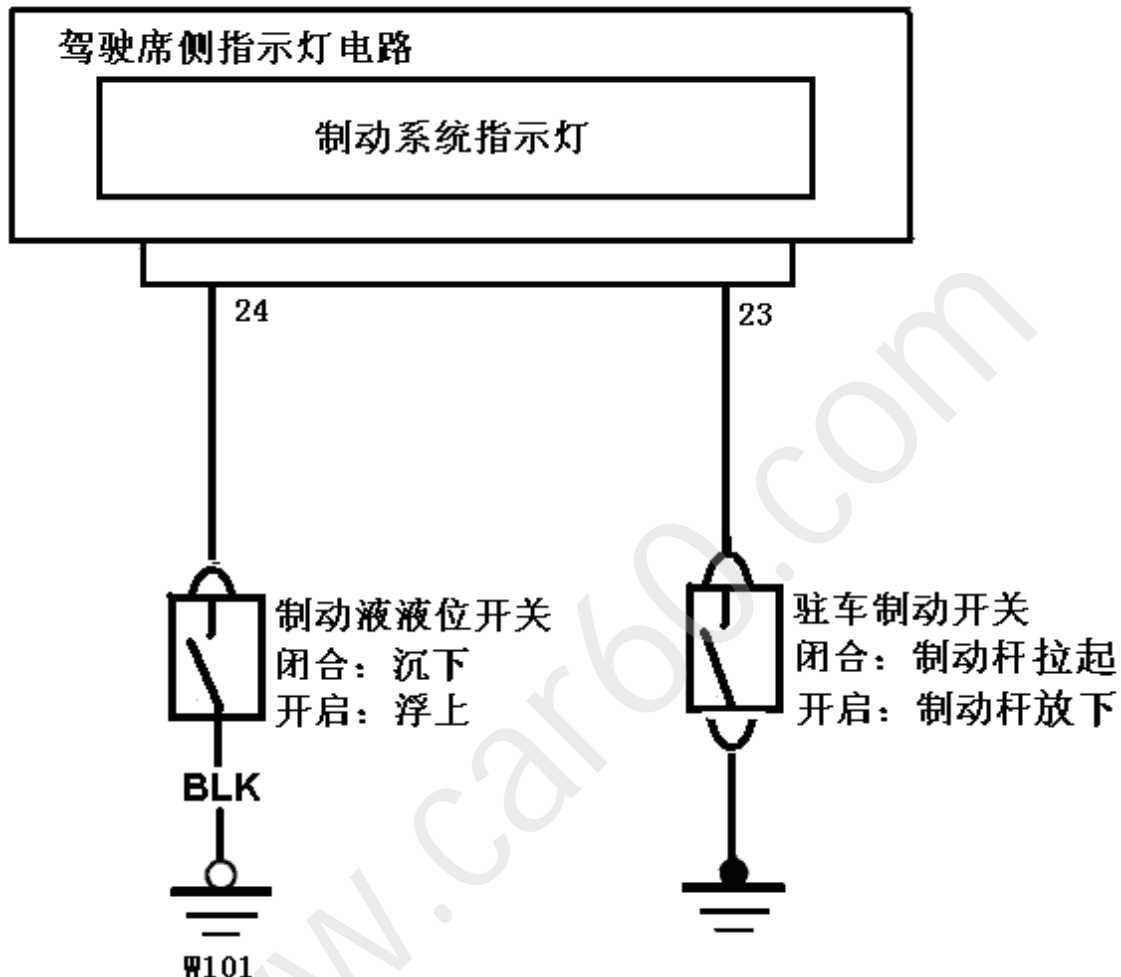 驾驶席侧指示灯电路
制动系统指示灯
24
23
制动液液位开关
闭合：沉下
开启：浮上
驻车制动开关
闭合：制动杆拉起
开启：制动杆放下
BLK
W101
www.car60.com